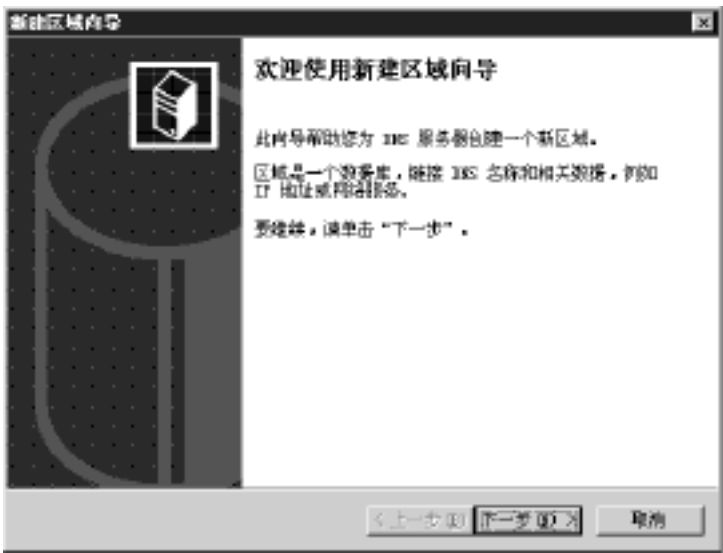 新建区域向导
欢迎使用新建区域向导
此向导帮助您为 DNS 服务器创建一个新区域。
区域是一个数据库，链接 DNS 名称和相关数据，例如
IP 地址或网络服务。
要继续，请单击“下一步”。
< 上一步(B) 下一步(N) > 取消